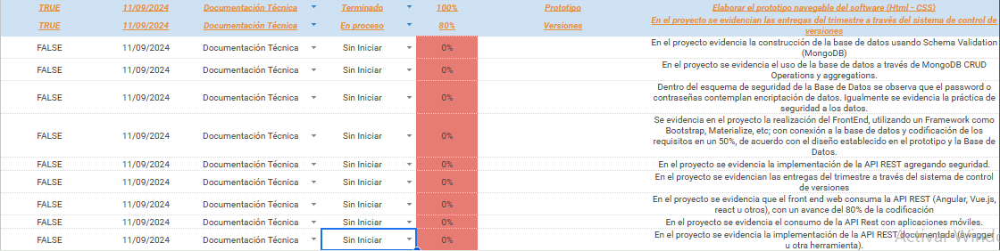 TRUE 11/09/2024 Documentación Técnica Terminado 100% Prototipo Elaborar el prototipo navegable del software (Html - CSS)
TRUE 11/09/2024 Documentación Técnica En proceso 80% Versiones En el proyecto se evidencian las entregas del trimestre a través del sistema de control de
versiones
FALSE 11/09/2024 Documentación Técnica Sin Iniciar 0% En el proyecto evidencia la construcción de la base de datos usando Schema Validation
(MongoDB)
FALSE 11/09/2024 Documentación Técnica Sin Iniciar 0% En el proyecto se evidencia el uso de la base de datos a través de MongoDB CRUD
Operations y aggregations.
Dentro del esquema de seguridad de la Base de Datos se observa que el password o
FALSE 11/09/2024 Documentación Técnica Sin Iniciar 0% contraseñas contemplan encriptación de datos. Igualmente se evidencia la práctica de
seguridad a los datos.
Se evidencia en el proyecto la realización del FrontEnd, utilizando un Framework como
Bootstrap, Materialize, etc; con conexión a la base de datos y codificación de los
FALSE 11/09/2024 Documentación Técnica Sin Iniciar 0% requisitos en un 50%, de acuerdo con el diseño establecido en el prototipo y la Base de
Datos.
FALSE 11/09/2024 Documentación Técnica Sin Iniciar 0% En el proyecto se evidencia la implementación de la API REST agregando seguridad.
FALSE 11/09/2024 Documentación Técnica Sin Iniciar 0% En el proyecto se evidencian las entregas del trimestre a través del sistema de control
de versiones
FALSE 11/09/2024 Documentación Técnica Sin Iniciar 0% En el proyecto se evidencia que el front end web consuma la API REST (Angular, Vue.js,
react u otros), con un avance del 80% de la codificación
FALSE 11/09/2024 Documentación Técnica Sin Iniciar 0% En el proyecto se evidencia el consumo de la API Rest con aplicaciones móviles.
FALSE 11/09/2024 Documentación Técnica Sin Iniciar 0% En el proyecto se evidencia la implementación de la API REST documentada (swagger
u otra herramienta).
Activar Windo